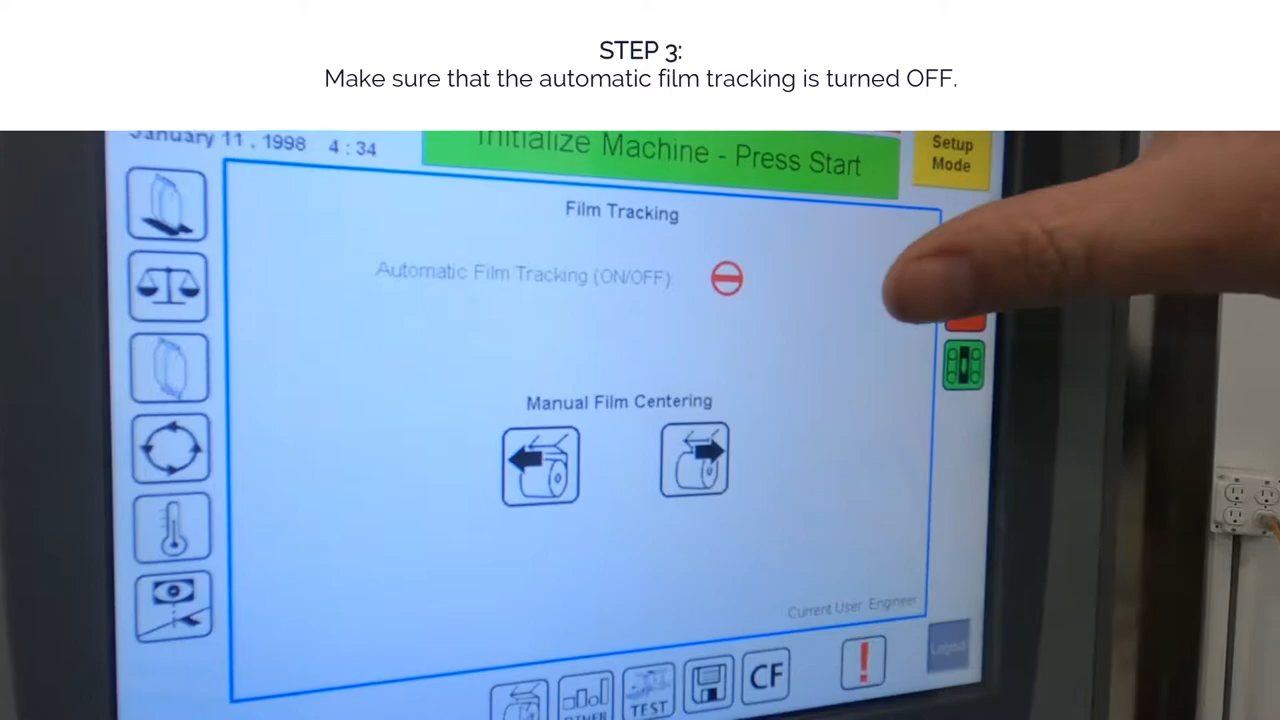 STEP 3:
Make sure that the automatic film tracking is turned OFF.
January 11 . 1998 4 : 34
Initialize Machine - Press Start
Setup
Mode
Film Tracking
Automatic Film Tracking (ON/OFF)
Manual Film Centering
Current User Engineer
Logout
OTHER
TEST
CF
!